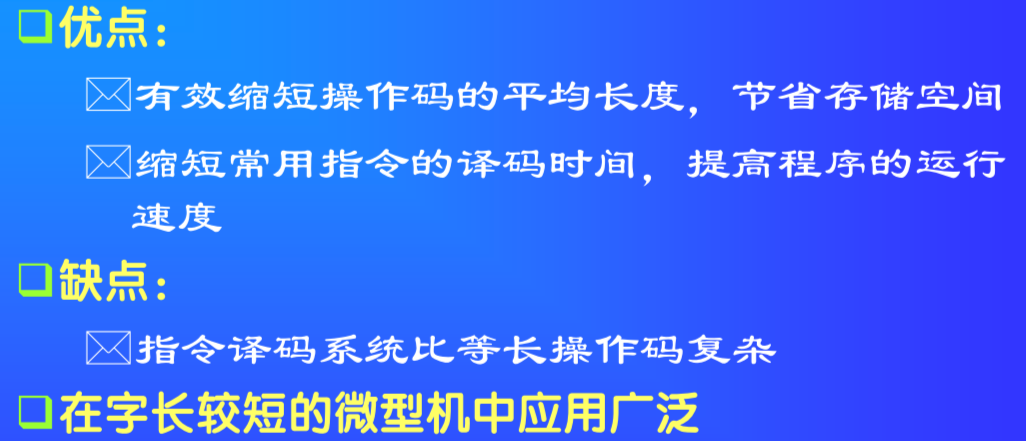 优点：
有效缩短操作码的平均长度，节省存储空间
缩短常用指令的译码时间，提高程序的运行
速度
缺点：
指令译码系统比等长操作码复杂
在字长较短的微型机中应用广泛